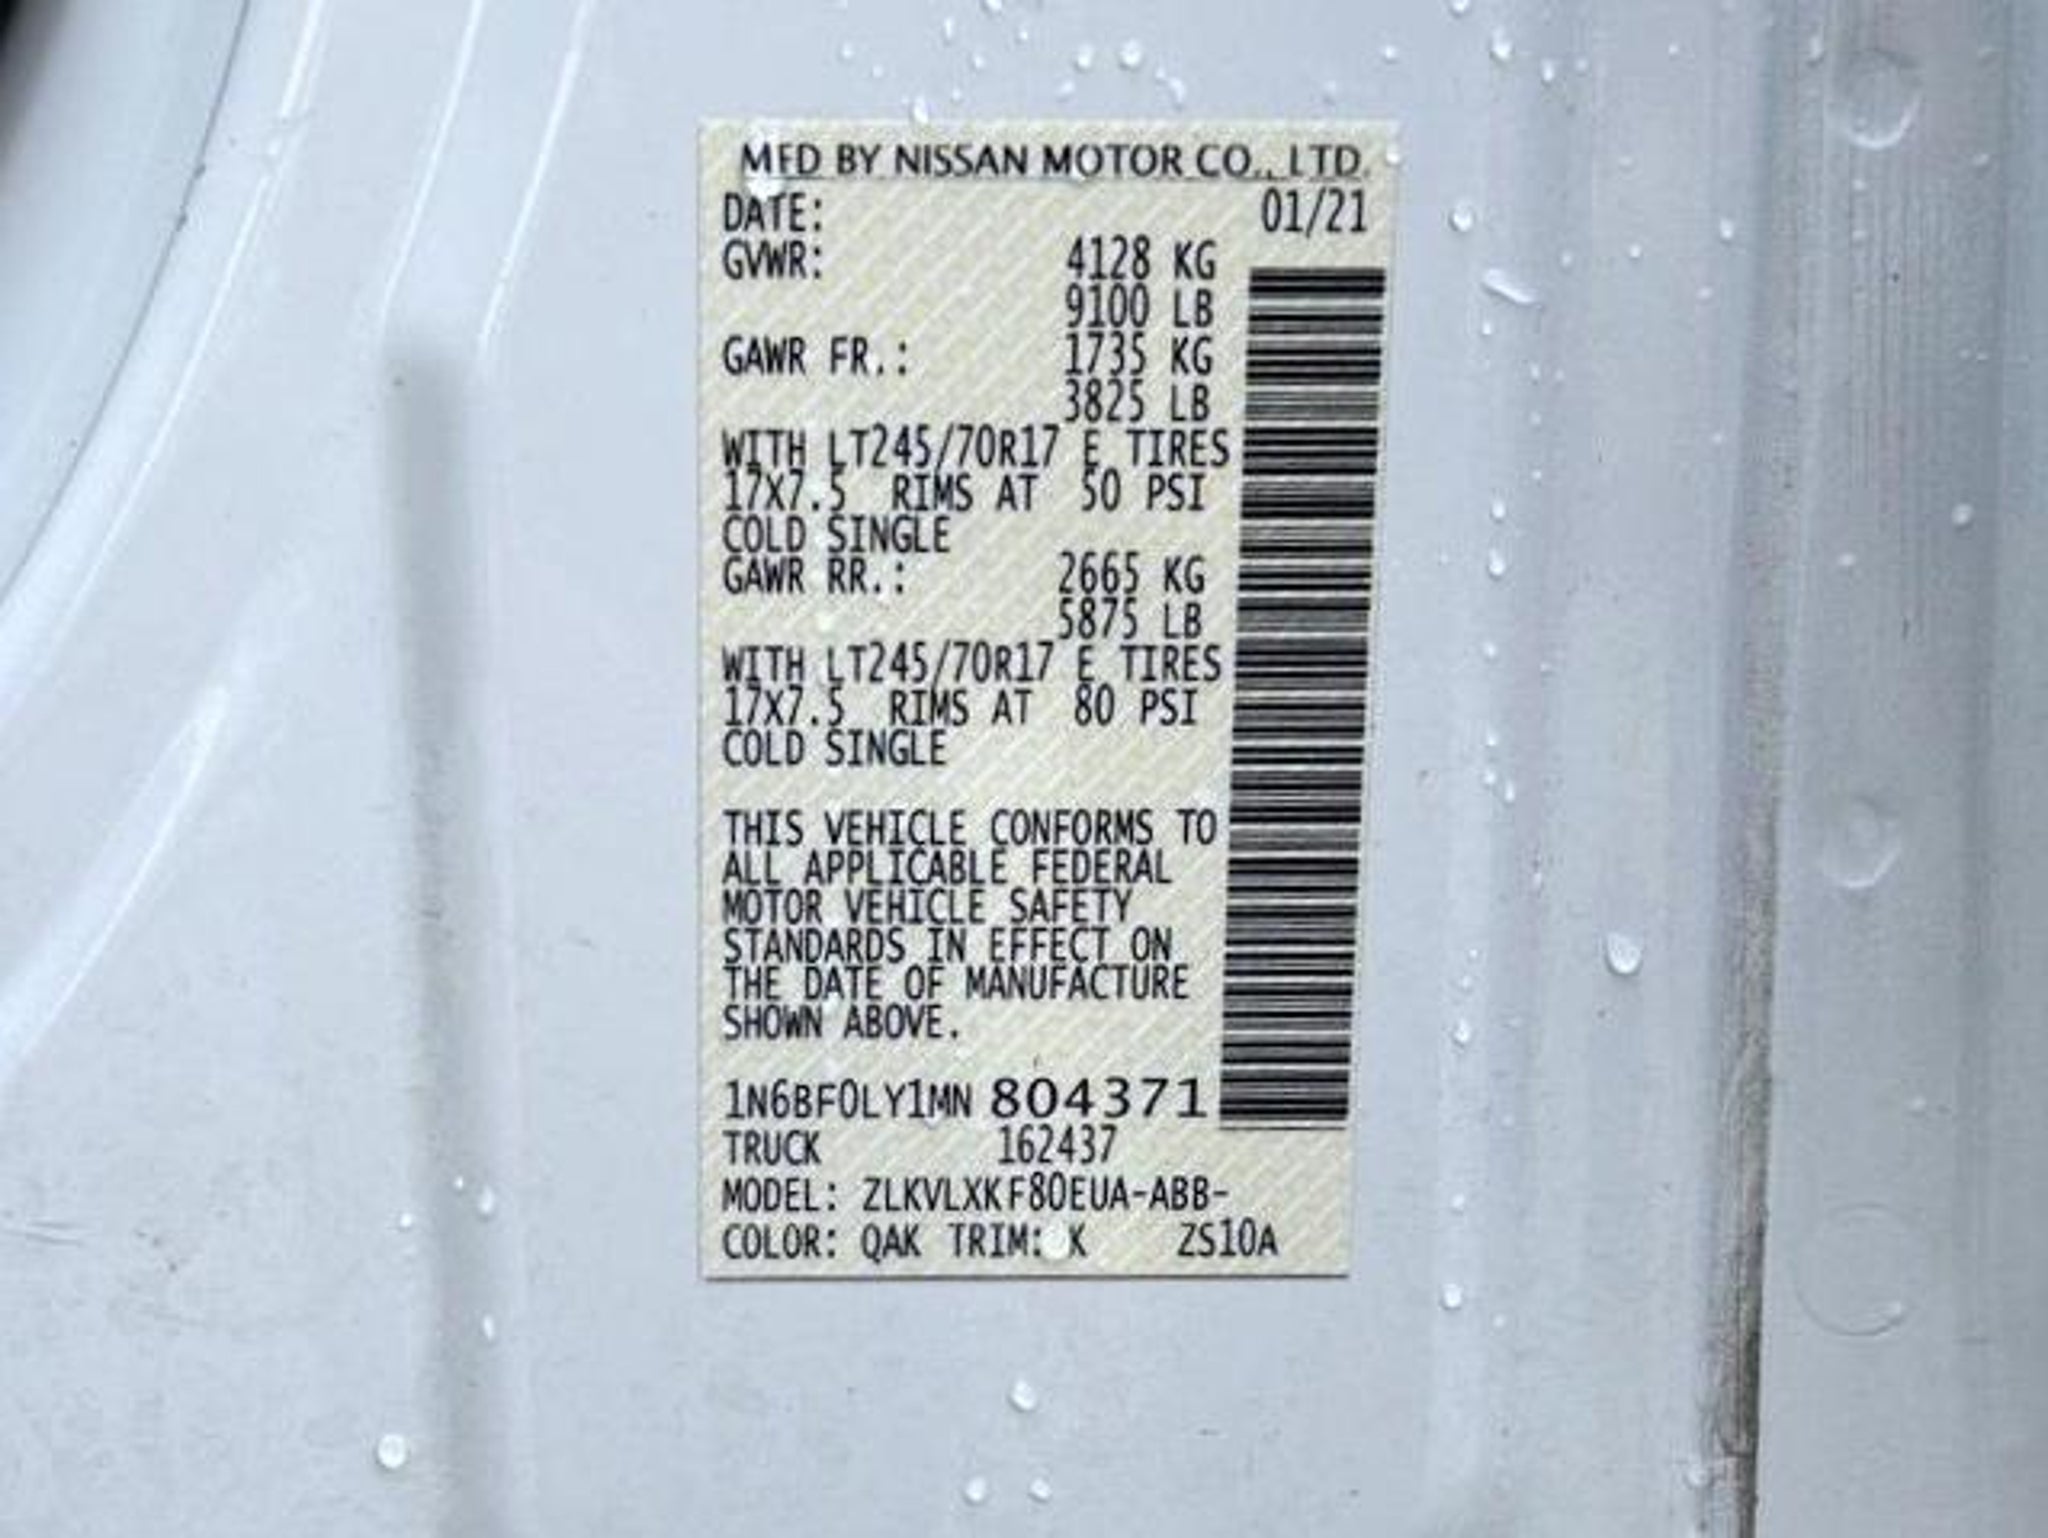 MFD BY NISSAN MOTOR CO., LTD.
DATE: 01/21
GVWR: 4128 KG
9100 LB
GAWR FR.: 1735 KG
3825 LB
WITH LT245/70R17 E TIRES
17X7.5 RIMS AT 50 PSI
COLD SINGLE
GAWR RR.: 2665 KG
5875 LB
WITH LT245/70R17 E TIRES
17X7.5 RIMS AT 80 PSI
COLD SINGLE
THIS VEHICLE CONFORMS TO
ALL APPLICABLE FEDERAL
MOTOR VEHICLE SAFETY
STANDARDS IN EFFECT ON
THE DATE OF MANUFACTURE
SHOWN ABOVE.
1N6BF0LY1MN 804371
TRUCK 162437
MODEL: ZLKVLXKF80EUA-ABB-
COLOR: QAK TRIM: K ZS10A